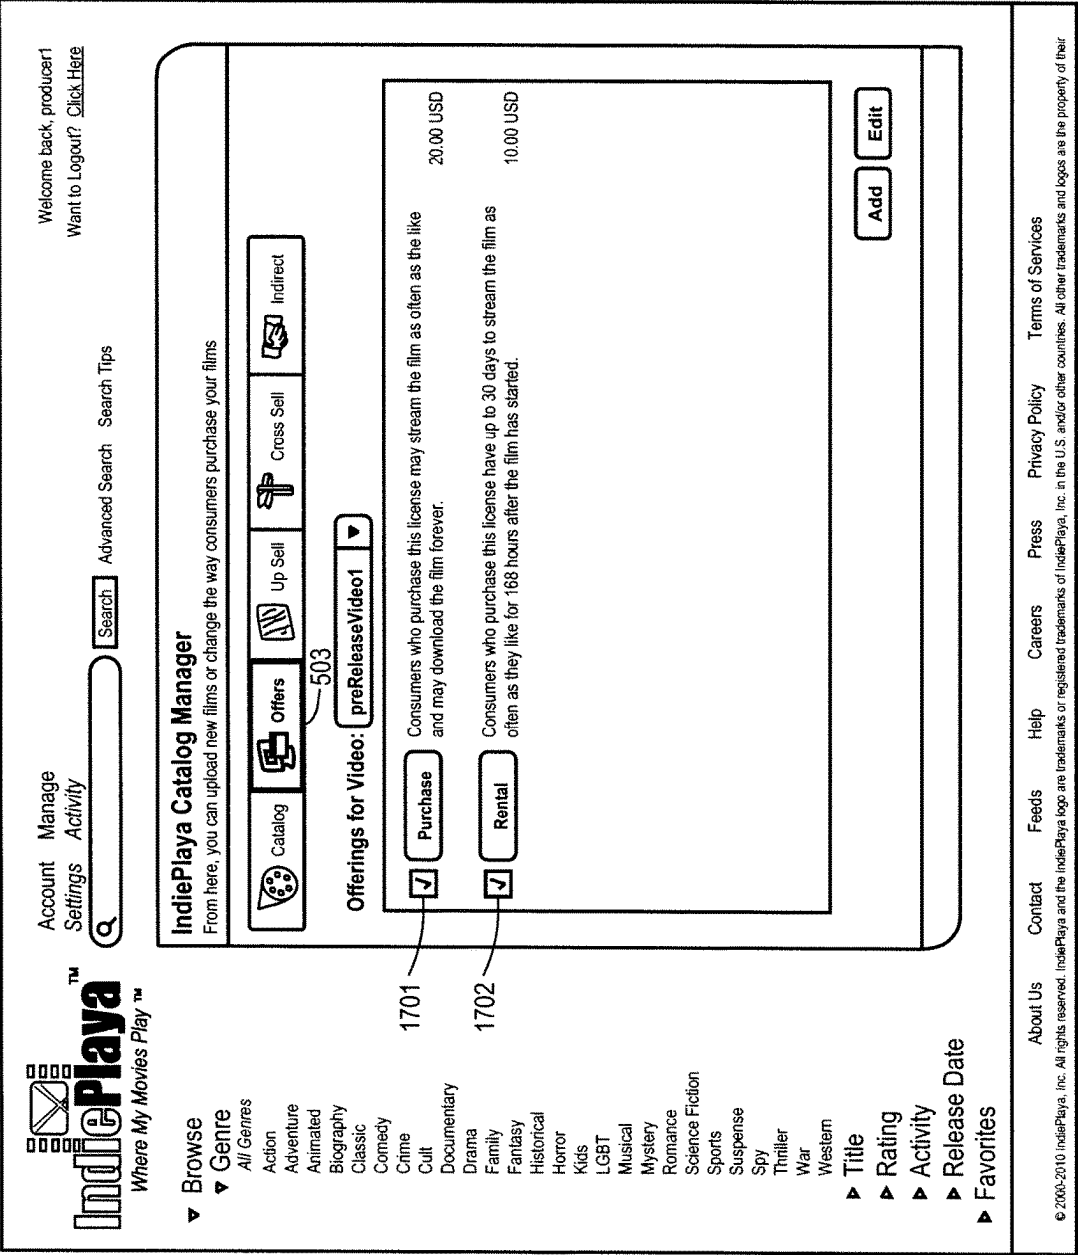 IndiePlaya™
Where My Movies Play ™
Account Settings
Manage Activity
Welcome back, producer1
Want to Logout? Click Here
Search
Advanced Search
Search Tips
Browse
Genre
All Genres
Action
Adventure
Animated
Biography
Classic
Comedy
Crime
Cult
Documentary
Drama
Family
Fantasy
Historical
Horror
Kids
LGBT
Musical
Mystery
Romance
Science Fiction
Sports
Suspense
Spy
Thriller
War
Western
Title
Rating
Activity
Release Date
Favorites
IndiePlaya Catalog Manager
From here, you can upload new films or change the way consumers purchase your films
Catalog
Offers
Up Sell
Cross Sell
Indirect
503
Offerings for Video: preReleaseVideo1
1701
Purchase
Consumers who purchase this license may stream the film as often as the like
and may download the film forever.
20.00 USD
1702
Rental
Consumers who purchase this license have up to 30 days to stream the film as
often as they like for 168 hours after the film has started.
10.00 USD
Add
Edit
About Us
Contact
Feeds
Help
Careers
Press
Privacy Policy
Terms of Services
© 2000-2010 IndiePlaya, Inc. All rights reserved. IndiePlaya and the IndiePlaya logo are trademarks or registered trademarks of IndiePlaya, Inc. in the U.S. and/or other countries. All other trademarks and logos are the property of their